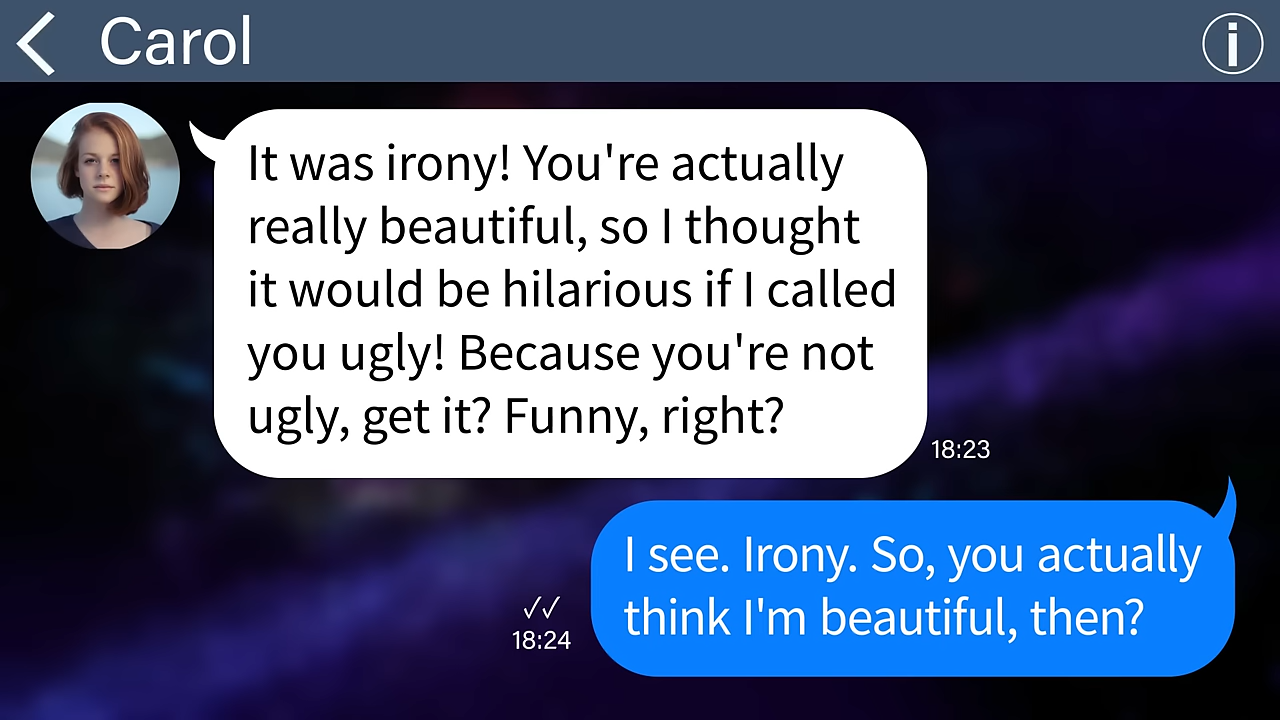 Carol
It was irony! You're actually
really beautiful, so I thought
it would be hilarious if I called
you ugly! Because you're not
ugly, get it? Funny, right?
18:23
I see. Irony. So, you actually
think I'm beautiful, then?
18:24